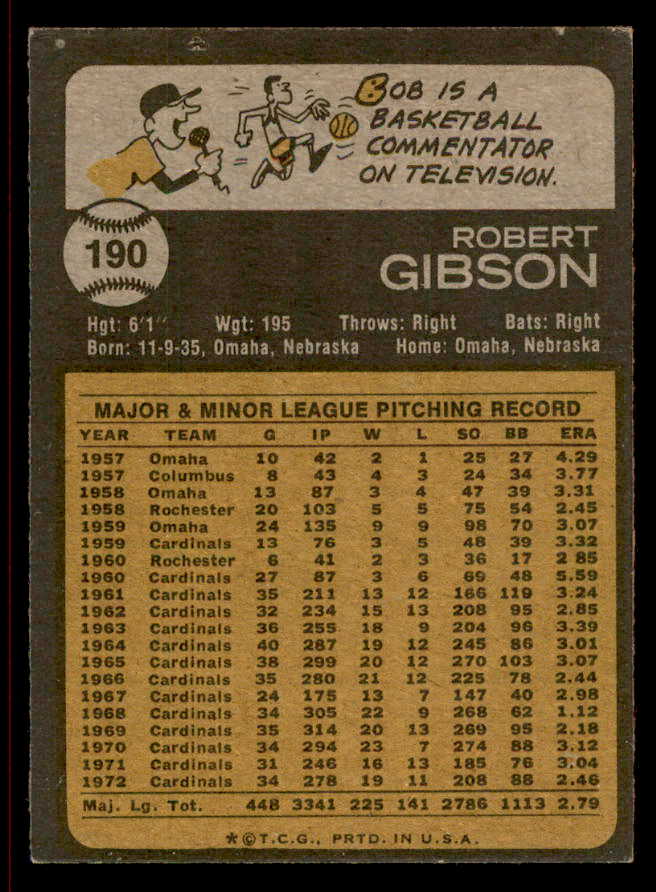 BOB IS A
BASKETBALL
COMMENTATOR
ON TELEVISION.
190
ROBERT
GIBSON
Hgt: 6'1" Wgt: 195 Throws: Right Bats: Right
Born: 11-9-35, Omaha, Nebraska Home: Omaha, Nebraska
MAJOR & MINOR LEAGUE PITCHING RECORD
YEAR TEAM G IP W L SO BB ERA
1957 Omaha 10 42 2 1 25 27 4.29
1957 Columbus 8 43 4 3 24 34 3.77
1958 Omaha 13 87 3 4 47 39 3.31
1958 Rochester 20 103 5 5 75 54 2.45
1959 Omaha 24 135 9 9 98 70 3.07
1959 Cardinals 13 76 3 5 48 39 3.32
1960 Rochester 6 41 2 3 36 17 2 85
1960 Cardinals 27 87 3 6 69 48 5.59
1961 Cardinals 35 211 13 12 166 119 3.24
1962 Cardinals 32 234 15 13 208 95 2.85
1963 Cardinals 36 255 18 9 204 96 3.39
1964 Cardinals 40 287 19 12 245 86 3.01
1965 Cardinals 38 299 20 12 270 103 3.07
1966 Cardinals 35 280 21 12 225 78 2.44
1967 Cardinals 24 175 13 7 147 40 2.98
1968 Cardinals 34 305 22 9 268 62 1.12
1969 Cardinals 35 314 20 13 269 95 2.18
1970 Cardinals 34 294 23 7 274 88 3.12
1971 Cardinals 31 246 16 13 185 76 3.04
1972 Cardinals 34 278 19 11 208 88 2.46
Maj. Lg. Tot. 448 3341 225 141 2786 1113 2.79
*©T.C.G., PRTD. IN U.S.A.